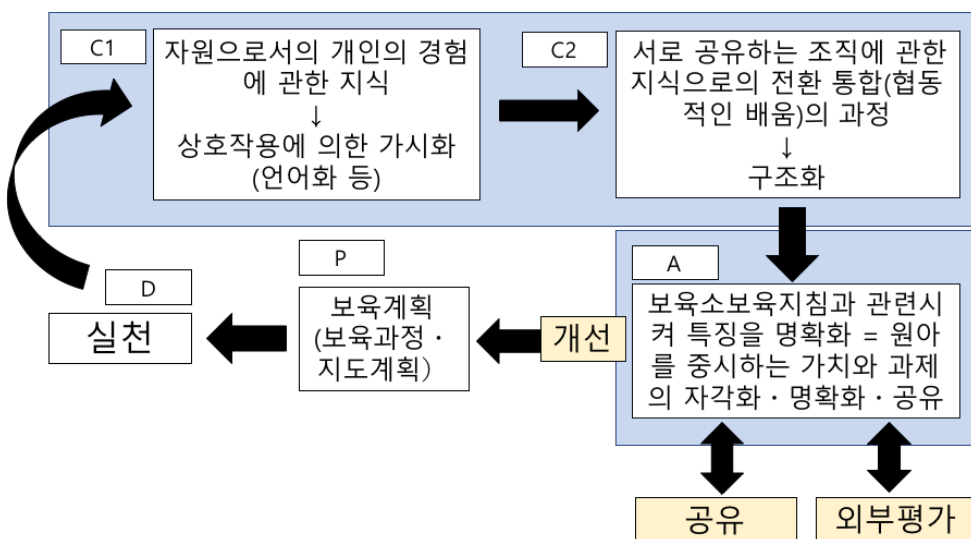 C1
자원으로서의 개인의 경험
에 관한 지식
↓
상호작용에 의한 가시화
(언어화 등)
C2
서로 공유하는 조직에 관한
지식으로의 전환 통합(협동
적인 배움)의 과정
↓
구조화
A
보육소보육지침과 관련시
켜 특징을 명확화 = 원아
를 중시하는 가치와 과제
의 자각화・명확화・공유
개선
P
보육계획
(보육과정・
지도계획）
D
실천
공유
외부평가